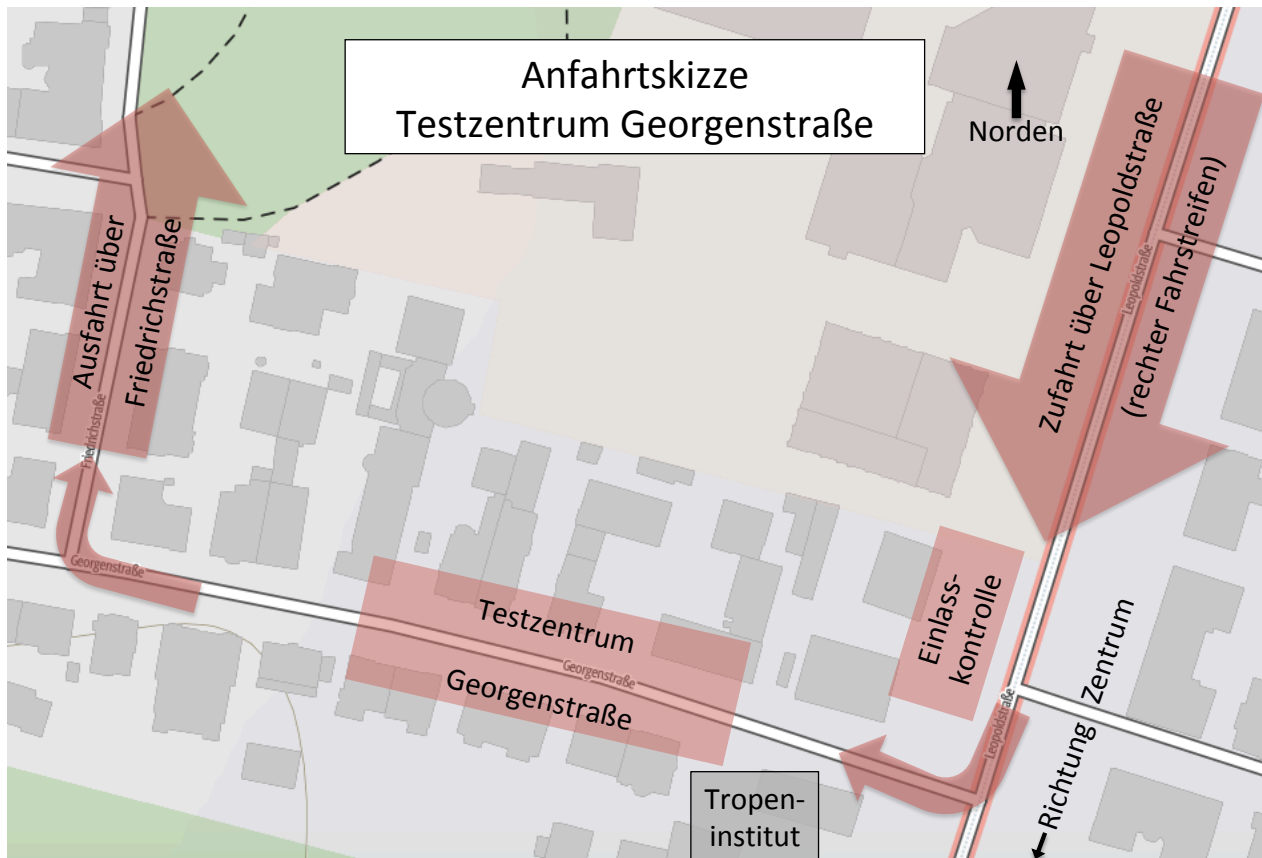 Anfahrtskizze
Testzentrum Georgenstraße
Norden
Zufahrt über Leopoldstraße
(rechter Fahrstreifen)
Leopoldstraße
Ausfahrt über
Friedrichstraße
Friedrichstraße
Georgenstraße
Testzentrum
Georgenstraße
Georgenstraße
Einlass-
kontrolle
Leopoldstraße
Richtung Zentrum
Tropen-
institut